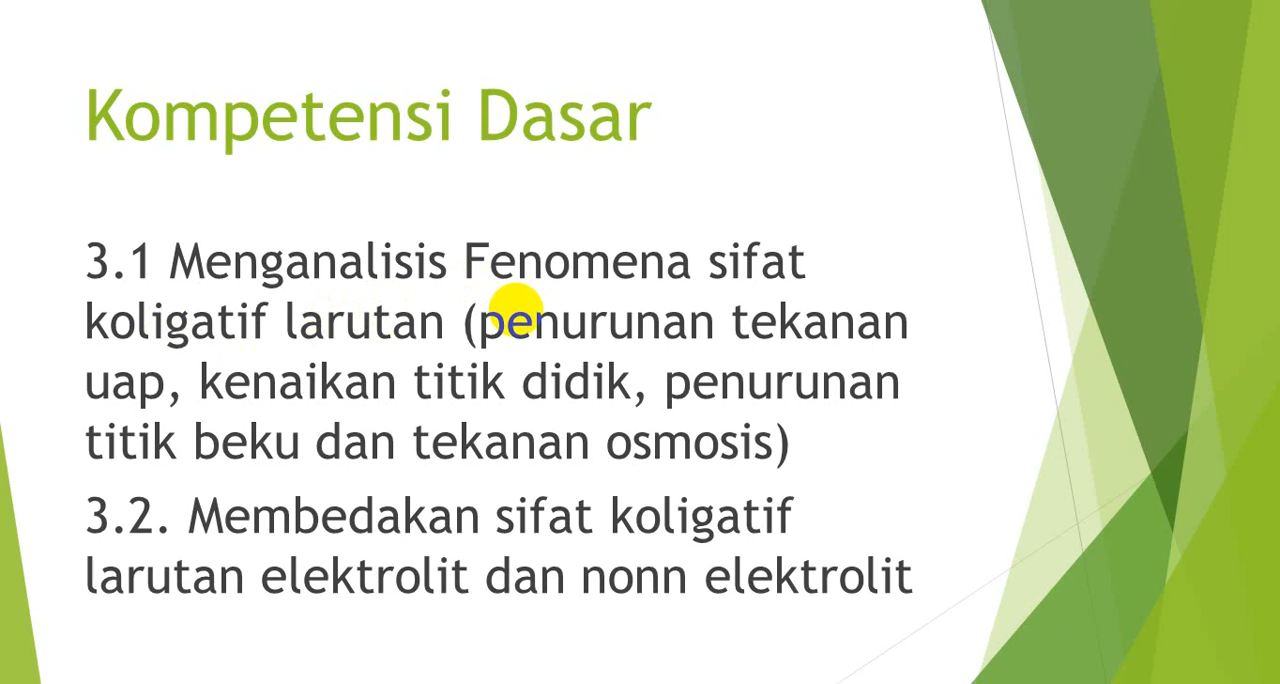 Kompetensi Dasar
3.1 Menganalisis Fenomena sifat
koligatif larutan (penurunan tekanan
uap, kenaikan titik didik, penurunan
titik beku dan tekanan osmosis)
3.2. Membedakan sifat koligatif
larutan elektrolit dan nonn elektrolit